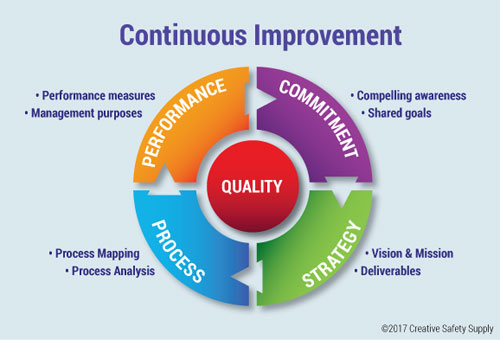 Continuous Improvement
PERFORMANCE
• Performance measures
• Management purposes
COMMITMENT
• Compelling awareness
• Shared goals
QUALITY
PROCESS
• Process Mapping
• Process Analysis
STRATEGY
• Vision & Mission
• Deliverables
©2017 Creative Safety Supply